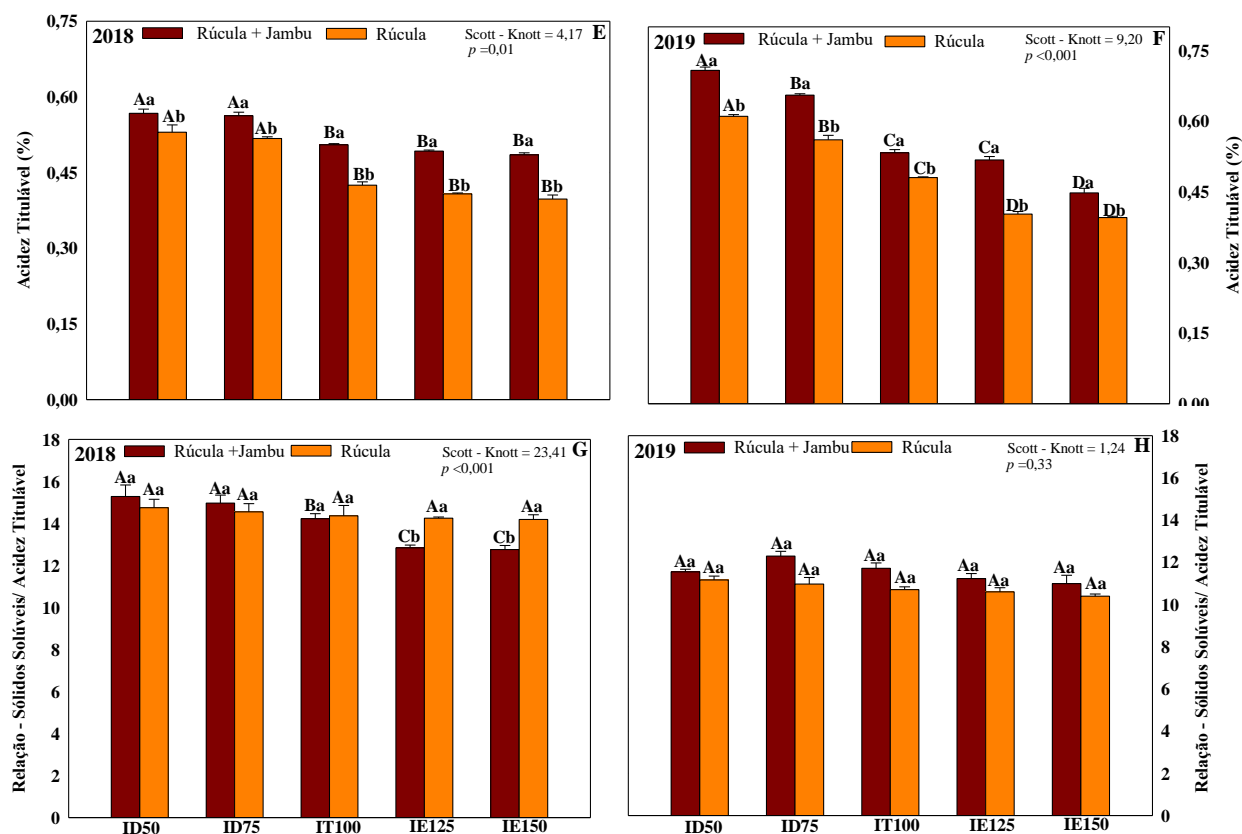 2018 Rúcula + Jambu Rúcula Scott - Knott = 4,17 E
p =0,01
Acidez Titulável (%)
0,75
0,60
0,45
0,30
0,15
0,00
Aa Ab Aa Ab Ba Bb Ba Bb Ba Bb
2019 Rúcula + Jambu Rúcula Scott - Knott = 9,20 F
p <0,001
Acidez Titulável (%)
0,75
0,60
0,45
0,30
0,15
0,00
Aa Ab Ba Bb Ca Cb Ca Db Da Db
2018 Rúcula +Jambu Rúcula Scott - Knott = 23,41 G
p <0,001
Relação - Sólidos Solúveis/ Acidez Titulável
18
16
14
12
10
8
6
4
2
0
Aa Aa Aa Aa Ba Aa Cb Aa Cb Aa
ID50 ID75 IT100 IE125 IE150
2019 Rúcula + Jambu Rúcula Scott - Knott = 1,24 H
p =0,33
Relação - Sólidos Solúveis/ Acidez Titulável
18
16
14
12
10
8
6
4
2
0
Aa Aa Aa Aa Aa Aa Aa Aa Aa Aa
ID50 ID75 IT100 IE125 IE150